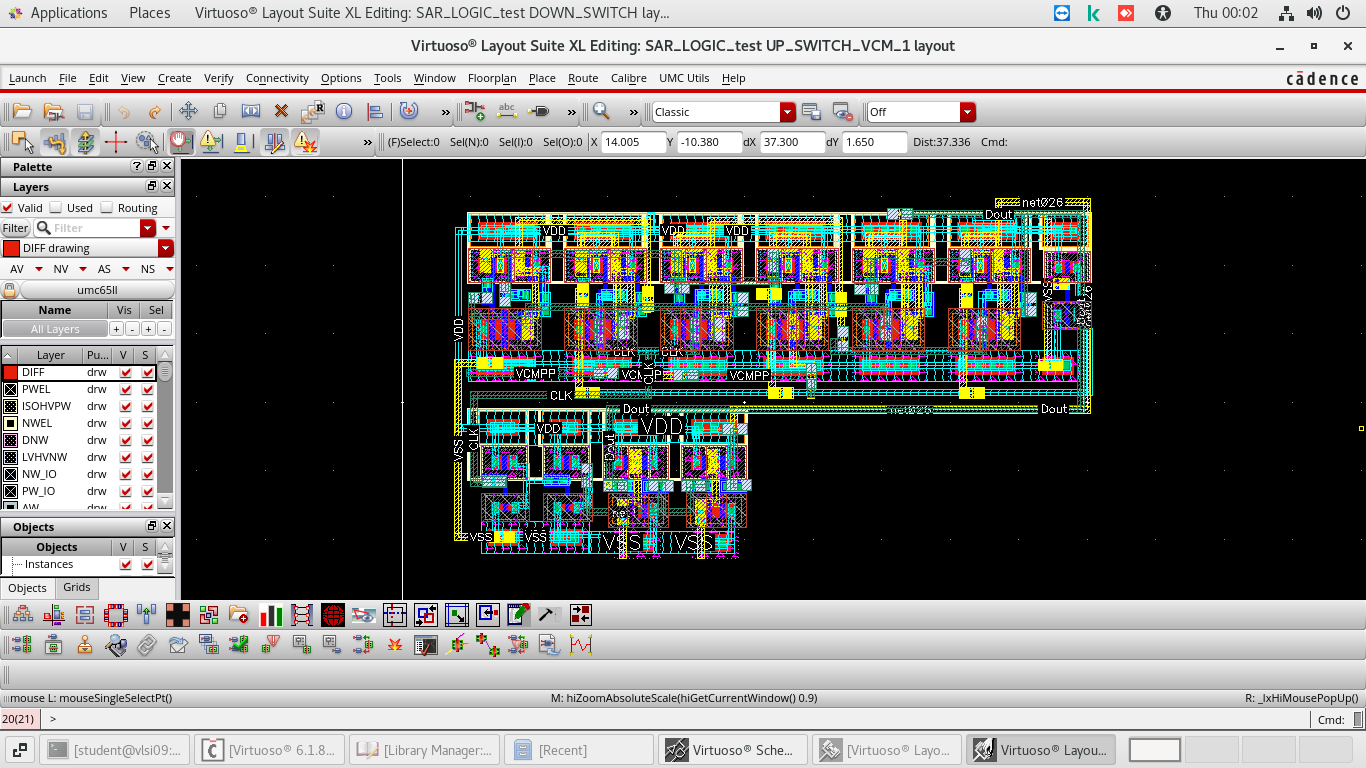 Applications Places Virtuoso® Layout Suite XL Editing: SAR_LOGIC_test DOWN_SWITCH lay... Thu 00:02
Virtuoso® Layout Suite XL Editing: SAR_LOGIC_test UP_SWITCH_VCM_1 layout
Launch File Edit View Create Verify Connectivity Options Tools Window Floorplan Place Route Calibre UMC Utils Help cādence
» » » Classic Off
» (F)Select:0 Sel(N):0 Sel(I):0 Sel(O):0 X 14.005 Y -10.380 dX 37.300 dY 1.650 Dist:37.336 Cmd:
Palette
Layers
Valid Used Routing
Filter Filter
DIFF drawing
AV NV AS NS
umc65ll
Name Vis Sel
All Layers + - + -
Layer Pu... V S
DIFF drw
PWEL drw
ISOHVPW drw
NWEL drw
DNW drw
LVHVNW drw
NW_IO drw
PW_IO drw
AW drw
Objects
Objects V S
Instances
Objects Grids
net026
Dout
VDD VDD VDD
VSS
VDD
CLK CLK
CLK
VCMPP VCMPP
CLK
Dout net026 Dout
VDD VDD
CLK
Dout
VSS
VSS VSS VSS VSS
mouse L: mouseSingleSelectPt() M: hiZoomAbsoluteScale(hiGetCurrentWindow() 0.9) R: _lxHiMousePopUp()
20(21) > Cmd:
[student@vlsi09:... [Virtuoso® 6.1.8... [Library Manager:... [Recent] Virtuoso® Sche... [Virtuoso® Layo... Virtuoso® Layou...